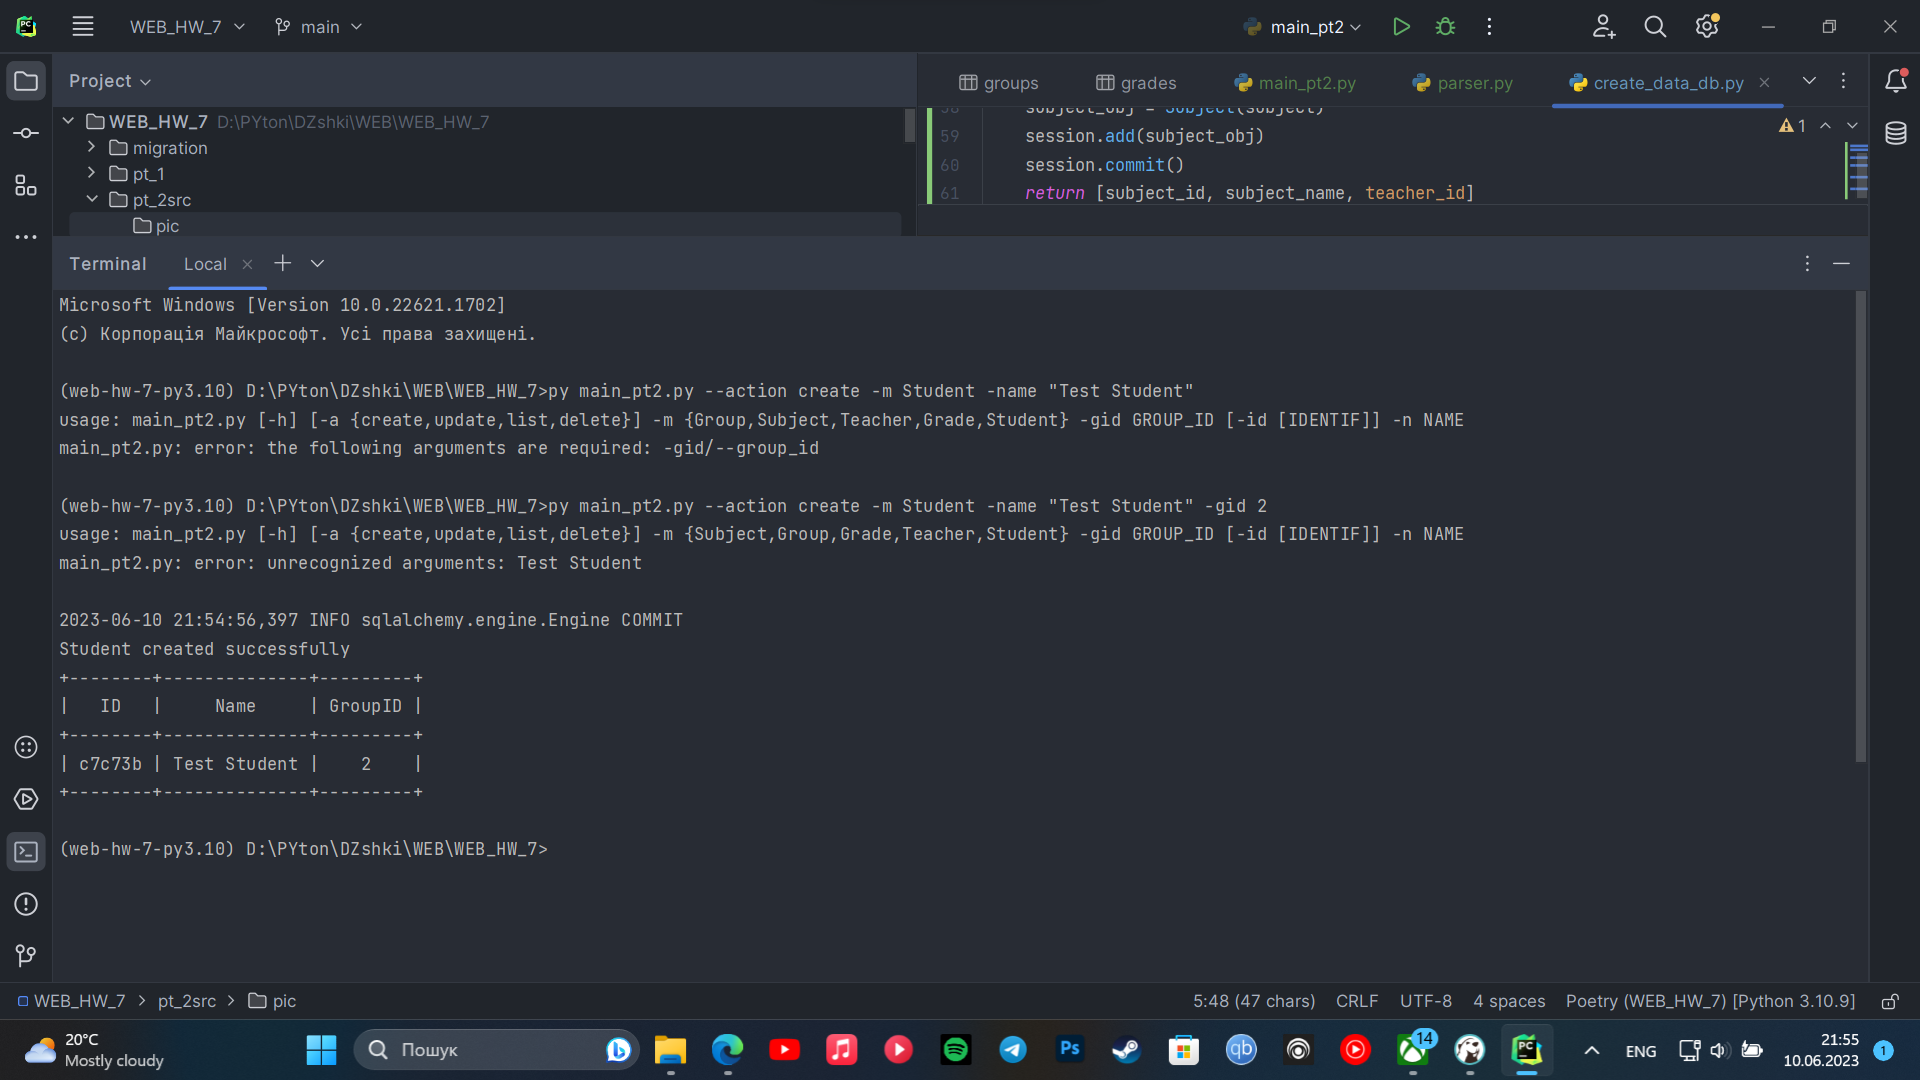 WEB_HW_7
main
main_pt2
Project
groups
grades
main_pt2.py
parser.py
create_data_db.py
WEB_HW_7 D:\PYton\DZshki\WEB\WEB_HW_7
migration
pt_1
pt_2src
pic
58 subject_obj = Subject(subject)
59 session.add(subject_obj)
60 session.commit()
61 return [subject_id, subject_name, teacher_id]
1
Terminal
Local
Microsoft Windows [Version 10.0.22621.1702]
(c) Корпорація Майкрософт. Усі права захищені.
(web-hw-7-py3.10) D:\PYton\DZshki\WEB\WEB_HW_7>py main_pt2.py --action create -m Student -name "Test Student"
usage: main_pt2.py [-h] [-a {create,update,list,delete}] -m {Group,Subject,Teacher,Grade,Student} -gid GROUP_ID [-id [IDENTIF]] -n NAME
main_pt2.py: error: the following arguments are required: -gid/--group_id
(web-hw-7-py3.10) D:\PYton\DZshki\WEB\WEB_HW_7>py main_pt2.py --action create -m Student -name "Test Student" -gid 2
usage: main_pt2.py [-h] [-a {create,update,list,delete}] -m {Subject,Group,Grade,Teacher,Student} -gid GROUP_ID [-id [IDENTIF]] -n NAME
main_pt2.py: error: unrecognized arguments: Test Student
2023-06-10 21:54:56,397 INFO sqlalchemy.engine.Engine COMMIT
Student created successfully
+--------+--------------+---------+
|   ID   |     Name     | GroupID |
+--------+--------------+---------+
| c7c73b | Test Student |    2    |
+--------+--------------+---------+
(web-hw-7-py3.10) D:\PYton\DZshki\WEB\WEB_HW_7>
WEB_HW_7 > pt_2src > pic
5:48 (47 chars) CRLF UTF-8 4 spaces Poetry (WEB_HW_7) [Python 3.10.9]
20°C
Mostly cloudy
Пошук
Ps
qb
14
PC
ENG
21:55
10.06.2023
1